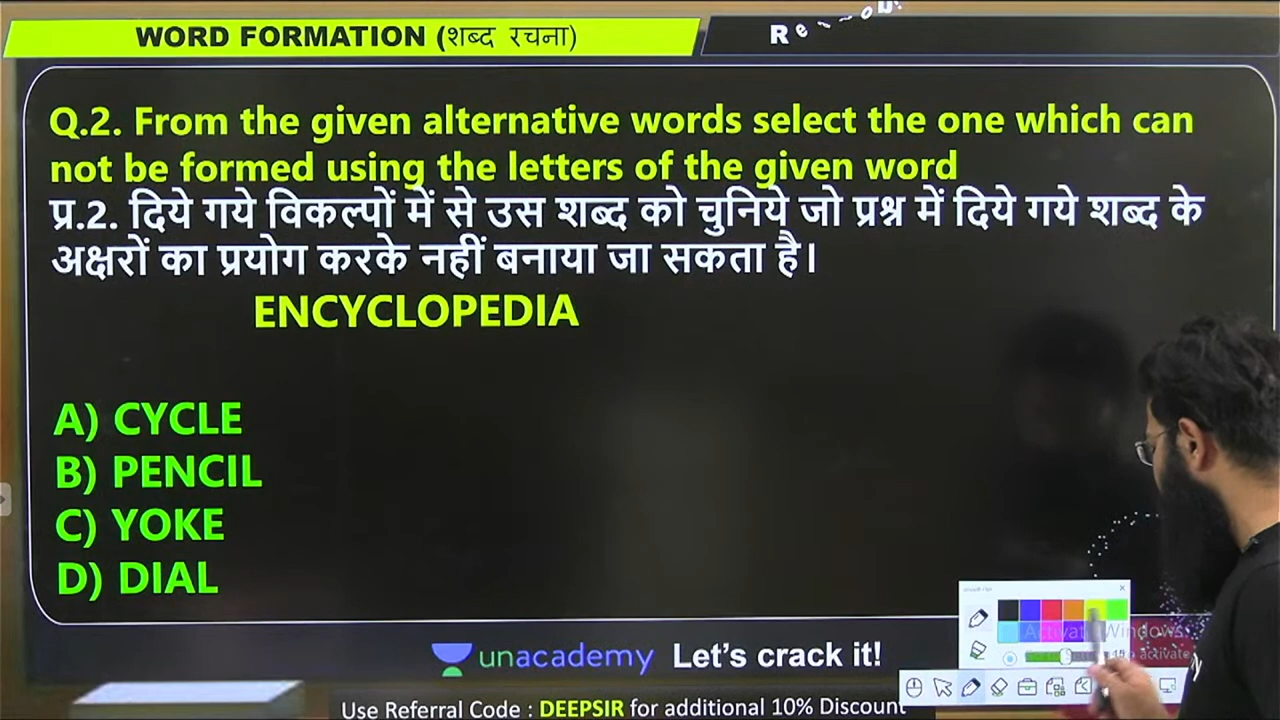 WORD FORMATION (शब्द रचना)
Q.2. From the given alternative words select the one which can
not be formed using the letters of the given word
प्र.2. दिये गये विकल्पों में से उस शब्द को चुनिये जो प्रश्न में दिये गये शब्द के
अक्षरों का प्रयोग करके नहीं बनाया जा सकता है।
ENCYCLOPEDIA
A) CYCLE
B) PENCIL
C) YOKE
D) DIAL
unacademy Let's crack it!
Use Referral Code : DEEPSIR for additional 10% Discount